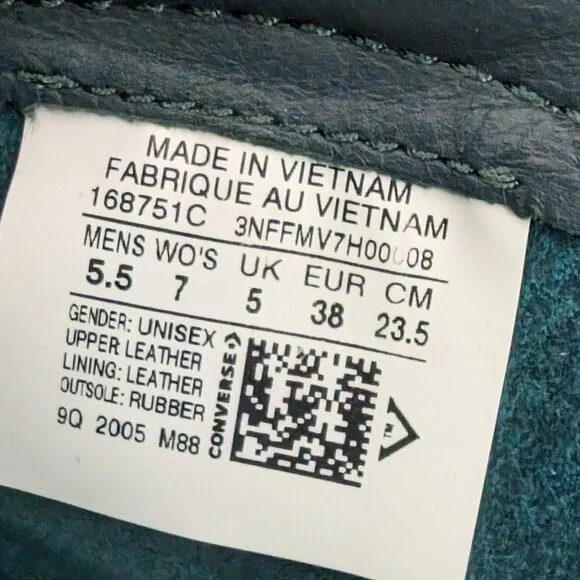 MADE IN VIETNAM
FABRIQUE AU VIETNAM
168751C
MENS WO'S UK EUR CM
5.5 7 5 38 23.5
GENDER: UNISEX
UPPER LEATHER
LINING: LEATHER
OUTSOLE: RUBBER
9Q 2005 M88
CONVERSE
TM